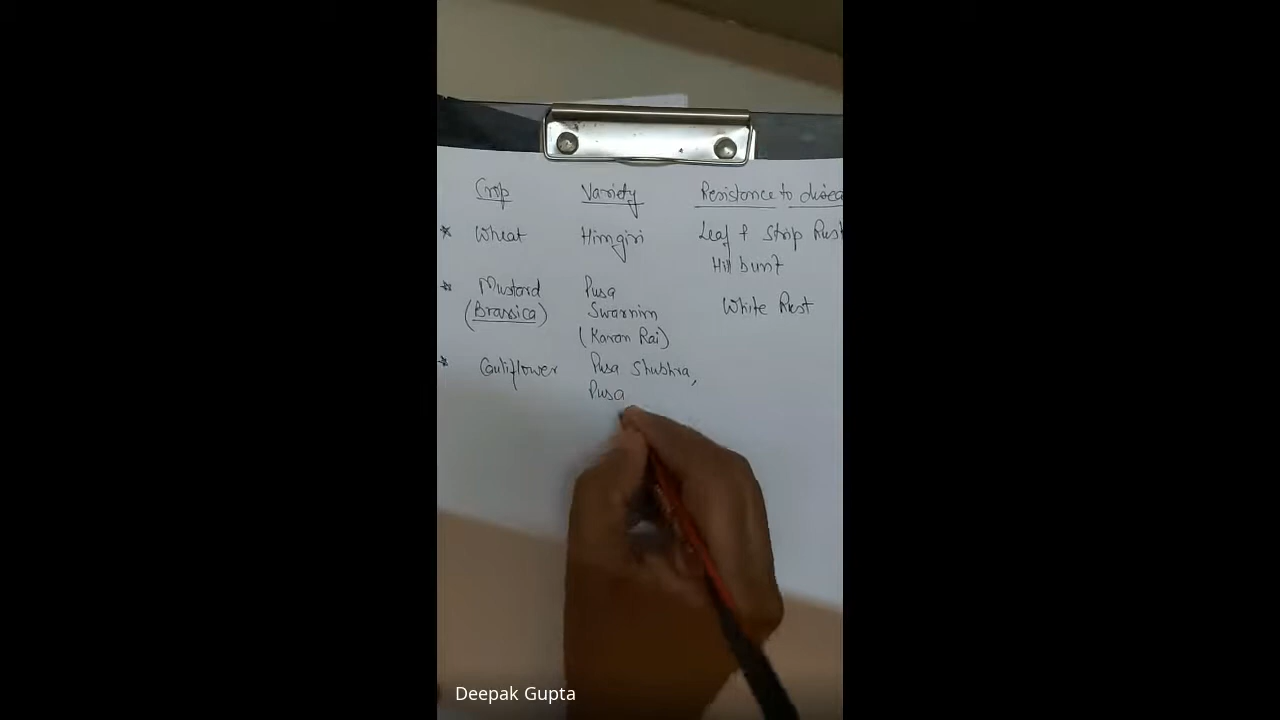 Crop Variety Resistance to disea
* Wheat Himgiri Leaf & Strip Rust
Hill bunt
* Mustard Pusa
(Brassica) Swarnim White Rust
(Karan Rai)
* Cauliflower Pusa Shubhra,
Pusa
Deepak Gupta